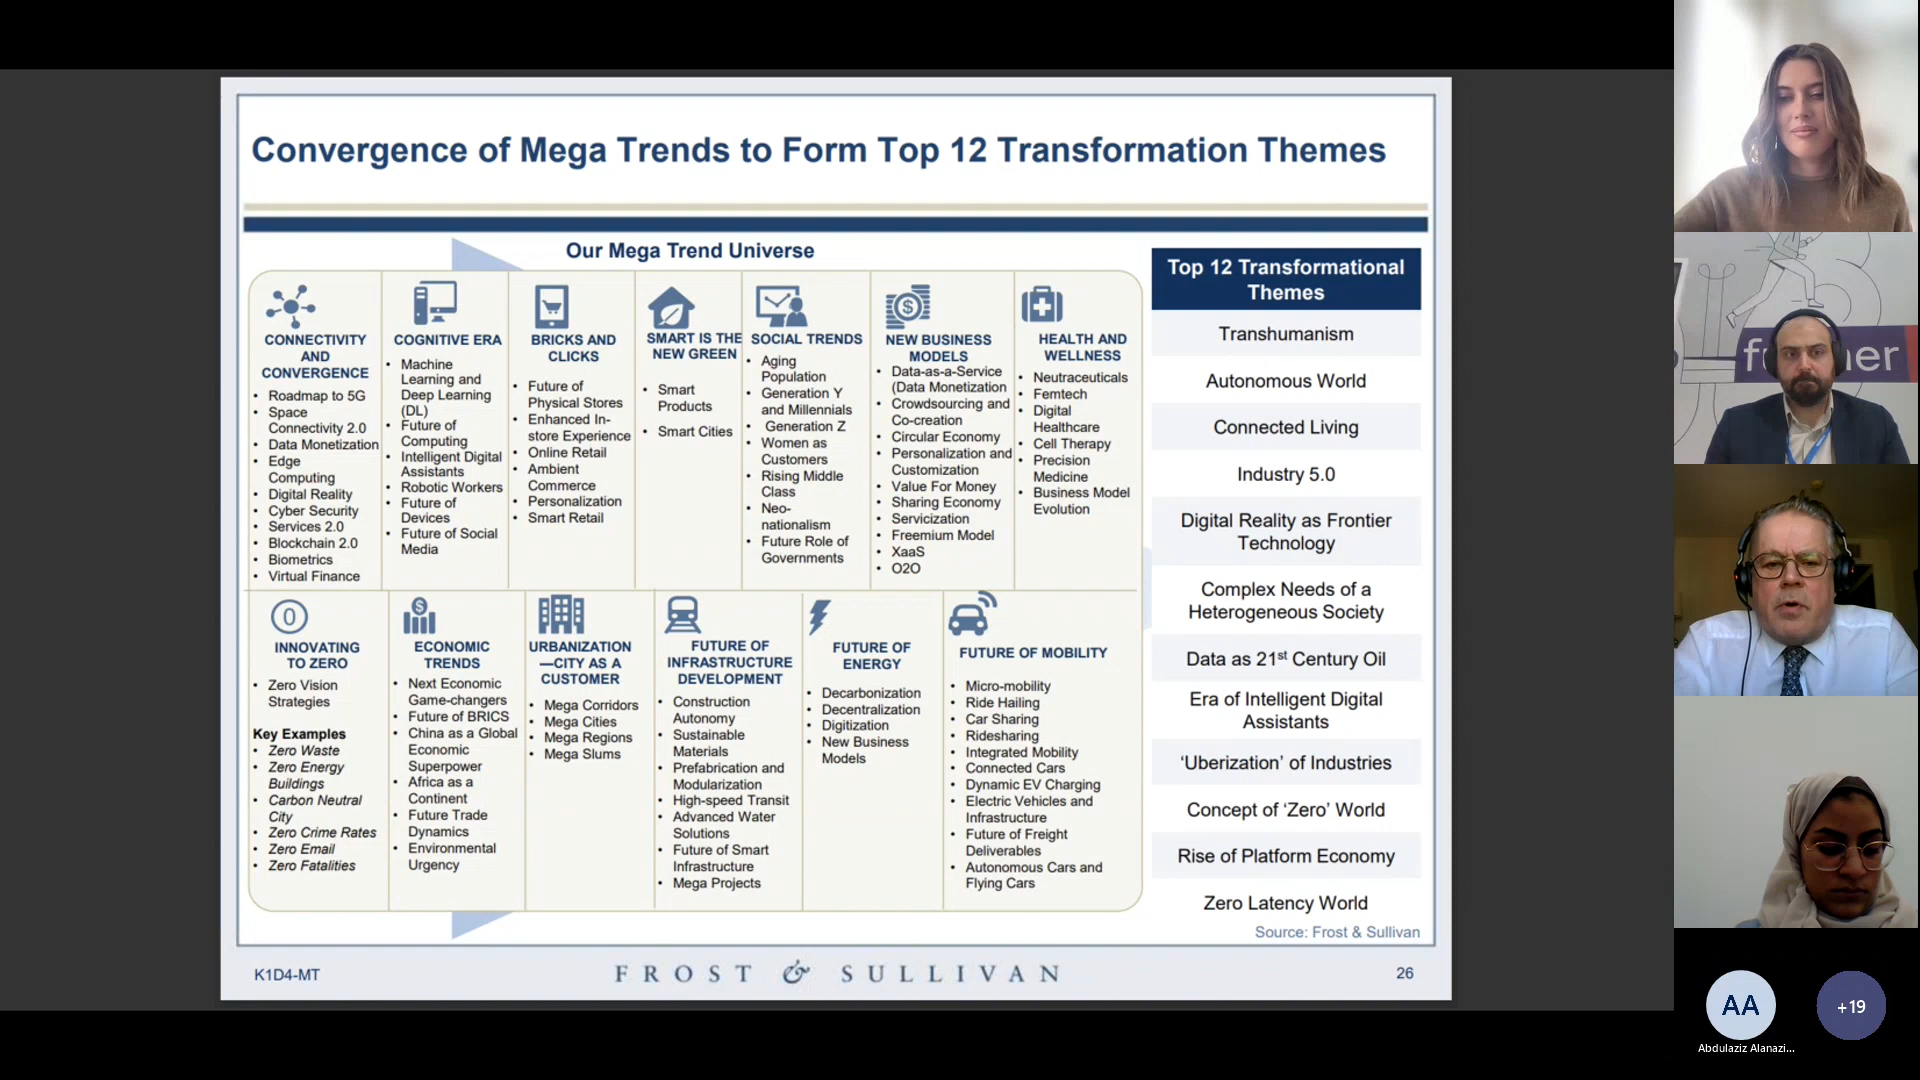 Convergence of Mega Trends to Form Top 12 Transformation Themes
Our Mega Trend Universe
CONNECTIVITY
AND
CONVERGENCE
• Roadmap to 5G
• Space
Connectivity 2.0
• Data Monetization
• Edge
Computing
• Digital Reality
• Cyber Security
• Services 2.0
• Blockchain 2.0
• Biometrics
• Virtual Finance
COGNITIVE ERA
• Machine
Learning and
Deep Learning
(DL)
• Future of
Computing
• Intelligent Digital
Assistants
• Robotic Workers
• Future of
Devices
• Future of Social
Media
BRICKS AND
CLICKS
• Future of
Physical Stores
• Enhanced In-
store Experience
• Online Retail
• Ambient
Commerce
• Personalization
• Smart Retail
SMART IS THE
NEW GREEN
• Smart
Products
• Smart Cities
SOCIAL TRENDS
• Aging
Population
• Generation Y
and Millennials
• Generation Z
• Women as
Customers
• Rising Middle
Class
• Neo-
nationalism
• Future Role of
Governments
NEW BUSINESS
MODELS
• Data-as-a-Service
(Data Monetization
• Crowdsourcing and
Co-creation
• Circular Economy
• Personalization and
Customization
• Value For Money
• Sharing Economy
• Servicization
• Freemium Model
• XaaS
• O2O
HEALTH AND
WELLNESS
• Neutraceuticals
• Femtech
• Digital
Healthcare
• Cell Therapy
• Precision
Medicine
• Business Model
Evolution
0
INNOVATING
TO ZERO
• Zero Vision
Strategies
Key Examples
• Zero Waste
• Zero Energy
Buildings
• Carbon Neutral
City
• Zero Crime Rates
• Zero Email
• Zero Fatalities
ECONOMIC
TRENDS
• Next Economic
Game-changers
• Future of BRICS
• China as a Global
Economic
Superpower
• Africa as a
Continent
• Future Trade
Dynamics
• Environmental
Urgency
URBANIZATION
—CITY AS A
CUSTOMER
• Mega Corridors
• Mega Cities
• Mega Regions
• Mega Slums
FUTURE OF
INFRASTRUCTURE
DEVELOPMENT
• Construction
Autonomy
• Sustainable
Materials
• Prefabrication and
Modularization
• High-speed Transit
• Advanced Water
Solutions
• Future of Smart
Infrastructure
• Mega Projects
FUTURE OF
ENERGY
• Decarbonization
• Decentralization
• Digitization
• New Business
Models
FUTURE OF MOBILITY
• Micro-mobility
• Ride Hailing
• Car Sharing
• Ridesharing
• Integrated Mobility
• Connected Cars
• Dynamic EV Charging
• Electric Vehicles and
Infrastructure
• Future of Freight
Deliverables
• Autonomous Cars and
Flying Cars
Top 12 Transformational
Themes
Transhumanism
Autonomous World
Connected Living
Industry 5.0
Digital Reality as Frontier
Technology
Complex Needs of a
Heterogeneous Society
Data as 21st Century Oil
Era of Intelligent Digital
Assistants
‘Uberization’ of Industries
Concept of ‘Zero’ World
Rise of Platform Economy
Zero Latency World
Source: Frost & Sullivan
K1D4-MT
FROST & SULLIVAN
26
AA
+19
Abdulaziz Alanazi...